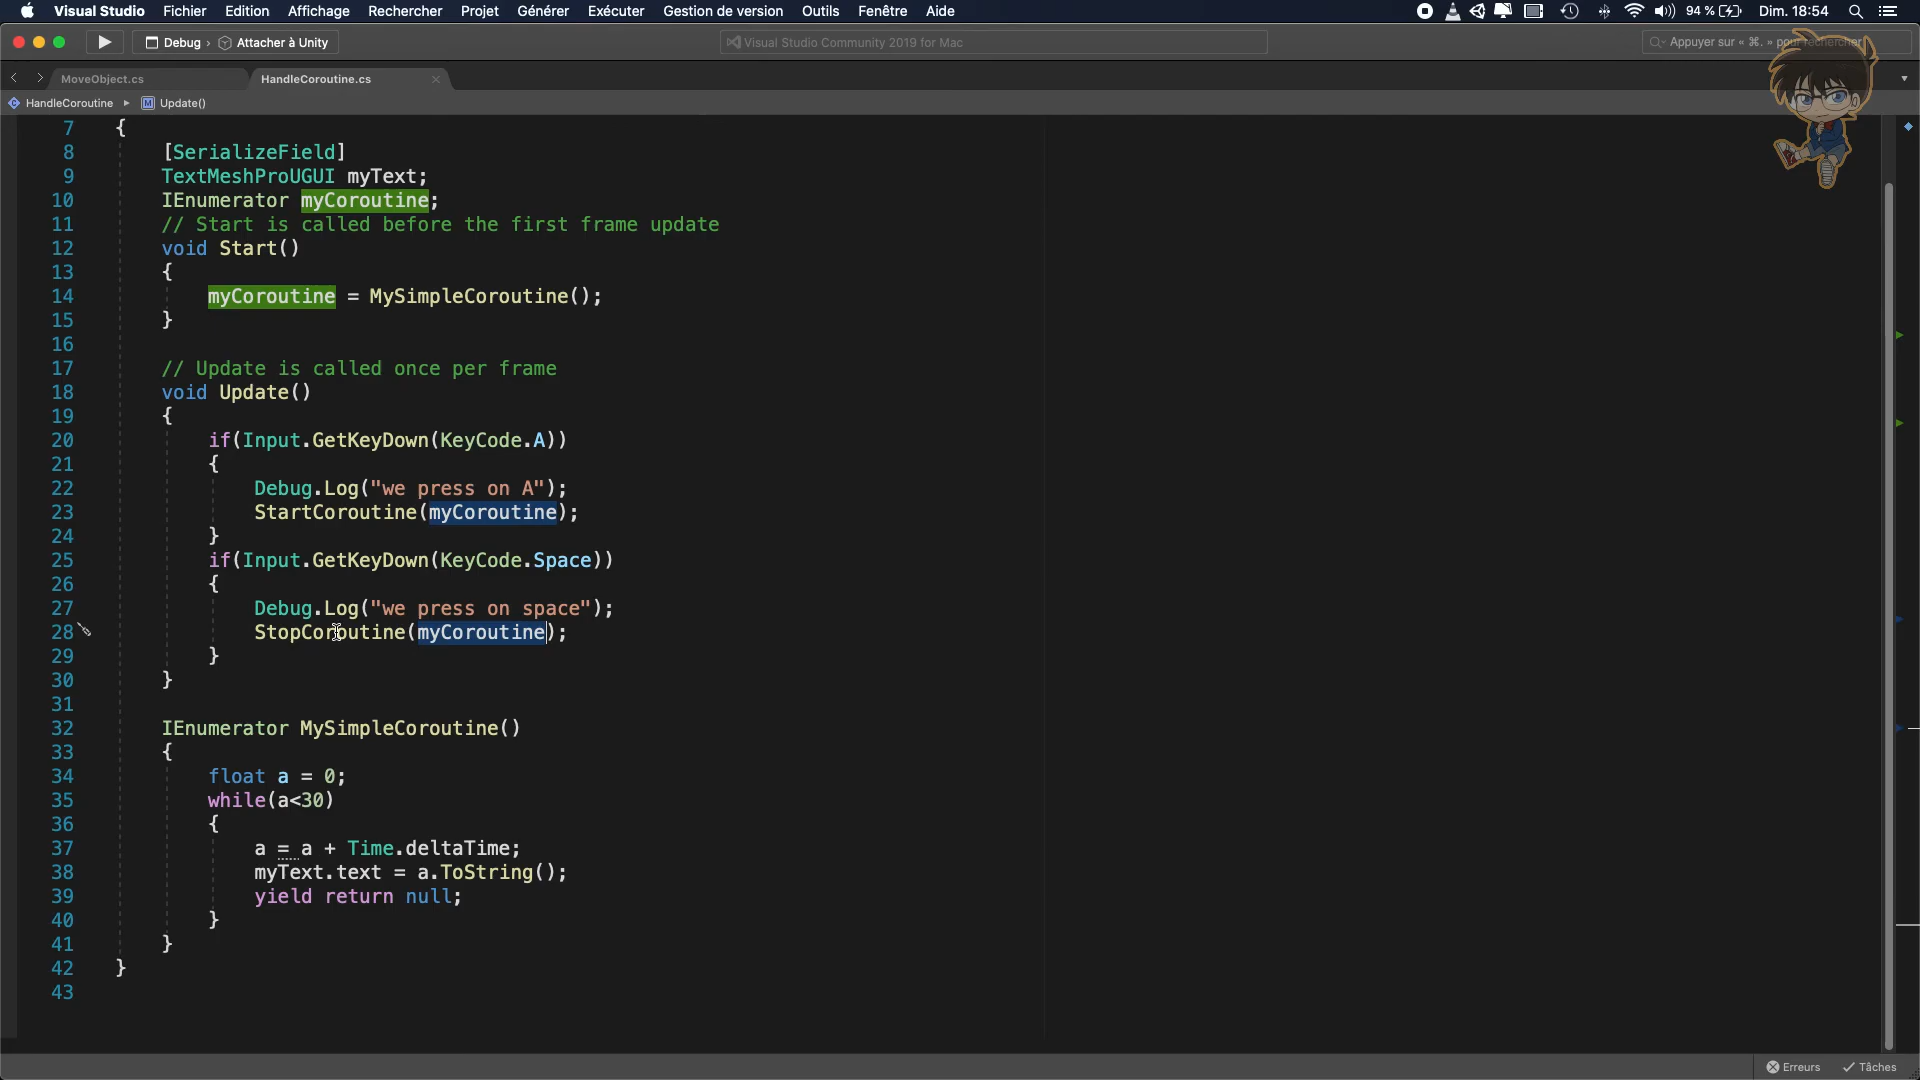 Visual Studio Fichier Edition Affichage Rechercher Projet Générer Exécuter Gestion de version Outils Fenêtre Aide 94 % Dim. 18:54
Debug › Attacher à Unity Visual Studio Community 2019 for Mac Appuyer sur « ⌘. » pour rechercher
MoveObject.cs HandleCoroutine.cs
HandleCoroutine ▸ M Update()
7 {
8 [SerializeField]
9 TextMeshProUGUI myText;
10 IEnumerator myCoroutine;
11 // Start is called before the first frame update
12 void Start()
13 {
14 myCoroutine = MySimpleCoroutine();
15 }
16
17 // Update is called once per frame
18 void Update()
19 {
20 if(Input.GetKeyDown(KeyCode.A))
21 {
22 Debug.Log("we press on A");
23 StartCoroutine(myCoroutine);
24 }
25 if(Input.GetKeyDown(KeyCode.Space))
26 {
27 Debug.Log("we press on space");
28 StopCoroutine(myCoroutine);
29 }
30 }
31
32 IEnumerator MySimpleCoroutine()
33 {
34 float a = 0;
35 while(a<30)
36 {
37 a = a + Time.deltaTime;
38 myText.text = a.ToString();
39 yield return null;
40 }
41 }
42 }
43
Erreurs Tâches